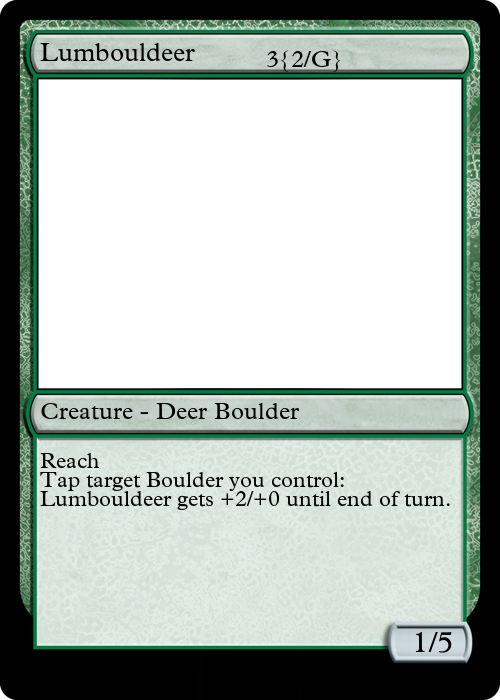 Lumbouldeer 3{2/G}
Creature - Deer Boulder
Reach
Tap target Boulder you control:
Lumbouldeer gets +2/+0 until end of turn.
1/5